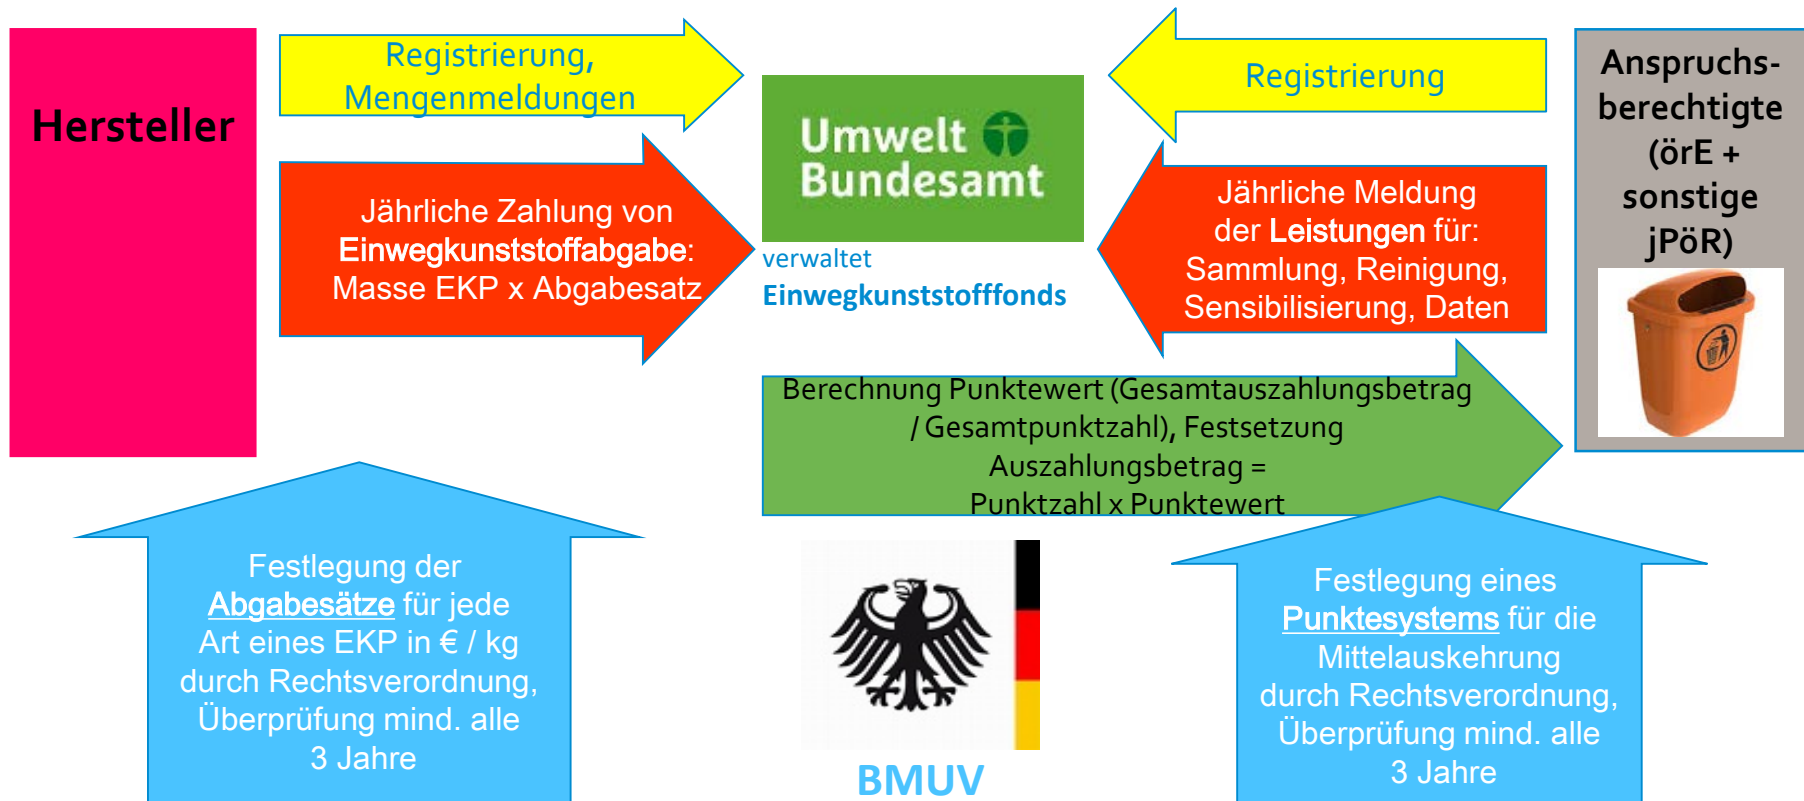 Hersteller
Registrierung,
Mengenmeldungen
Jährliche Zahlung von
Einwegkunststoffabgabe:
Masse EKP x Abgabesatz
Umwelt
Bundesamt
verwaltet
Einwegkunststofffonds
Registrierung
Jährliche Meldung
der Leistungen für:
Sammlung, Reinigung,
Sensibilisierung, Daten
Anspruchs-
berechtigte
(örE +
sonstige
jPöR)
Berechnung Punktewert (Gesamtauszahlungsbetrag
/ Gesamtpunktzahl), Festsetzung
Auszahlungsbetrag =
Punktzahl x Punktewert
Festlegung der
Abgabesätze für jede
Art eines EKP in € / kg
durch Rechtsverordnung,
Überprüfung mind. alle
3 Jahre
BMUV
Festlegung eines
Punktesystems für die
Mittelauskehrung
durch Rechtsverordnung,
Überprüfung mind. alle
3 Jahre